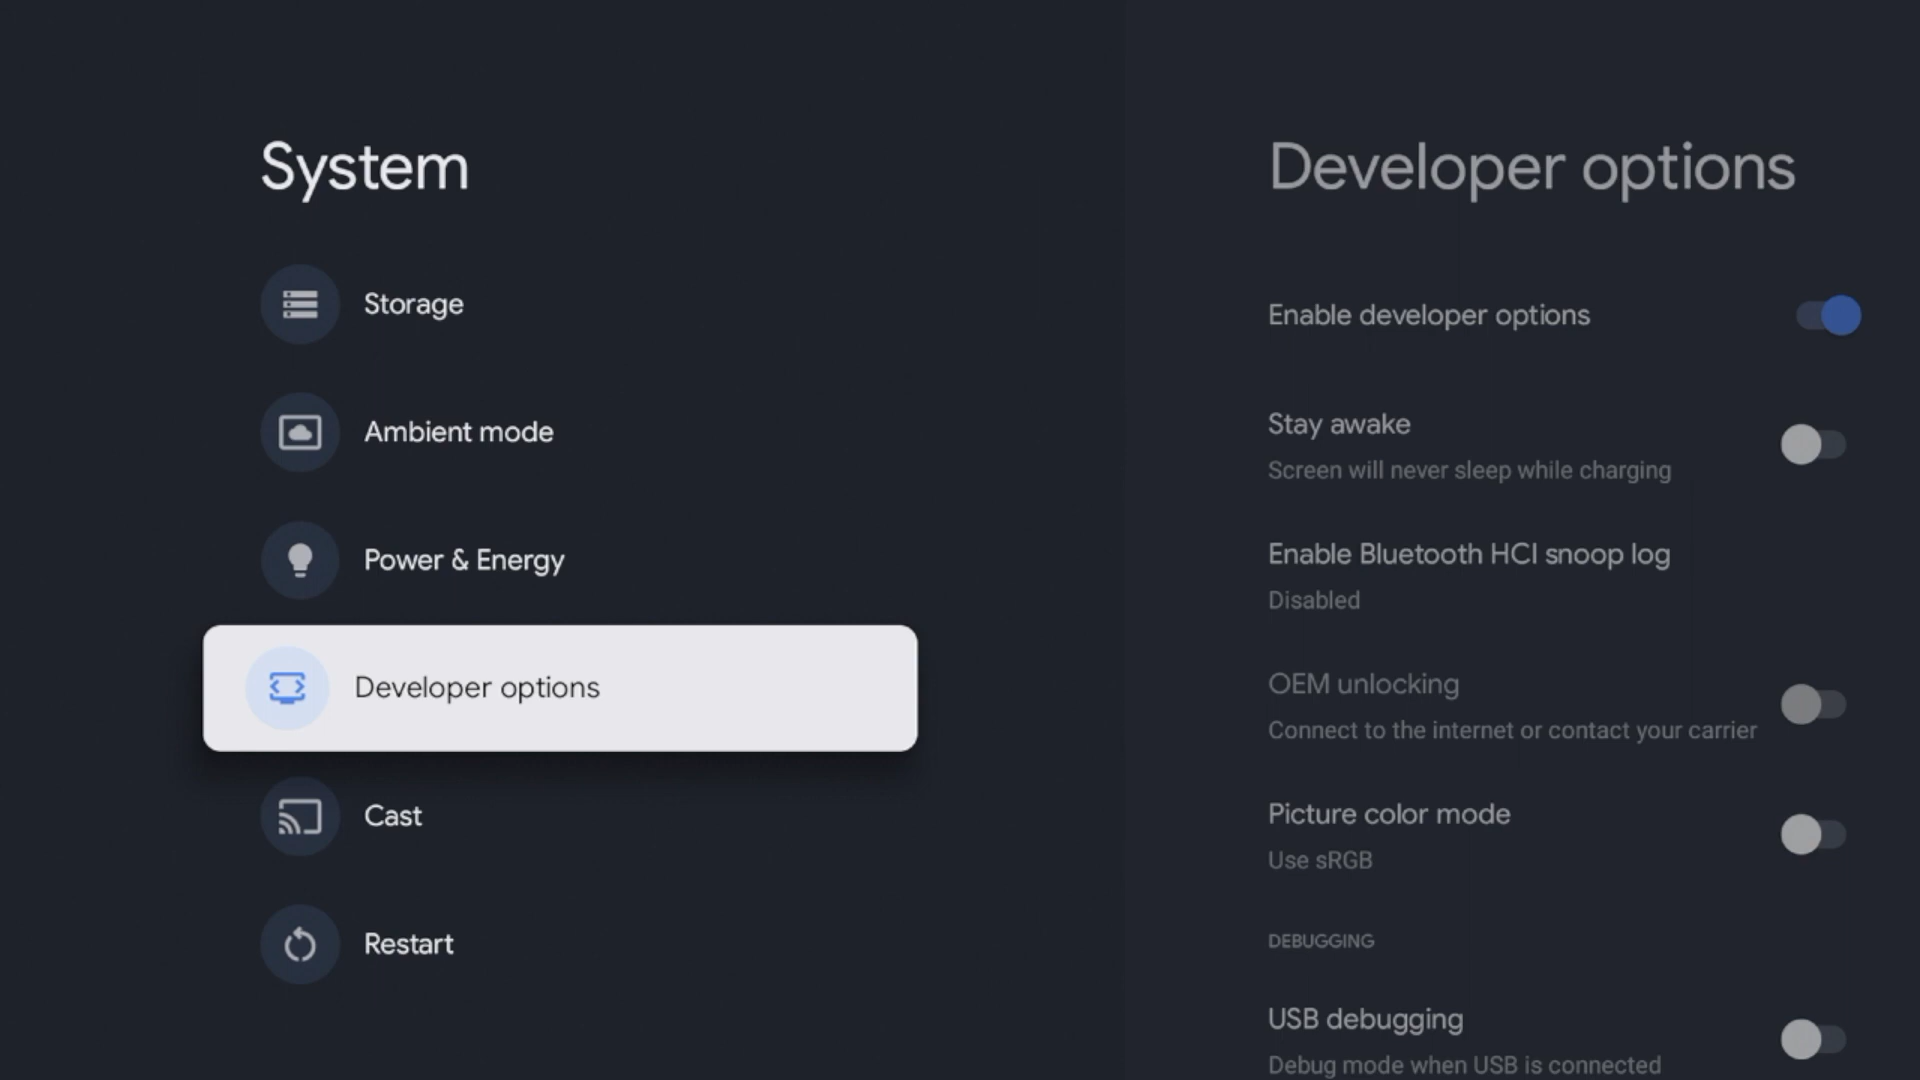 System
Storage
Ambient mode
Power & Energy
Developer options
Cast
Restart
Developer options
Enable developer options
Stay awake
Screen will never sleep while charging
Enable Bluetooth HCI snoop log
Disabled
OEM unlocking
Connect to the internet or contact your carrier
Picture color mode
Use sRGB
DEBUGGING
USB debugging
Debug mode when USB is connected